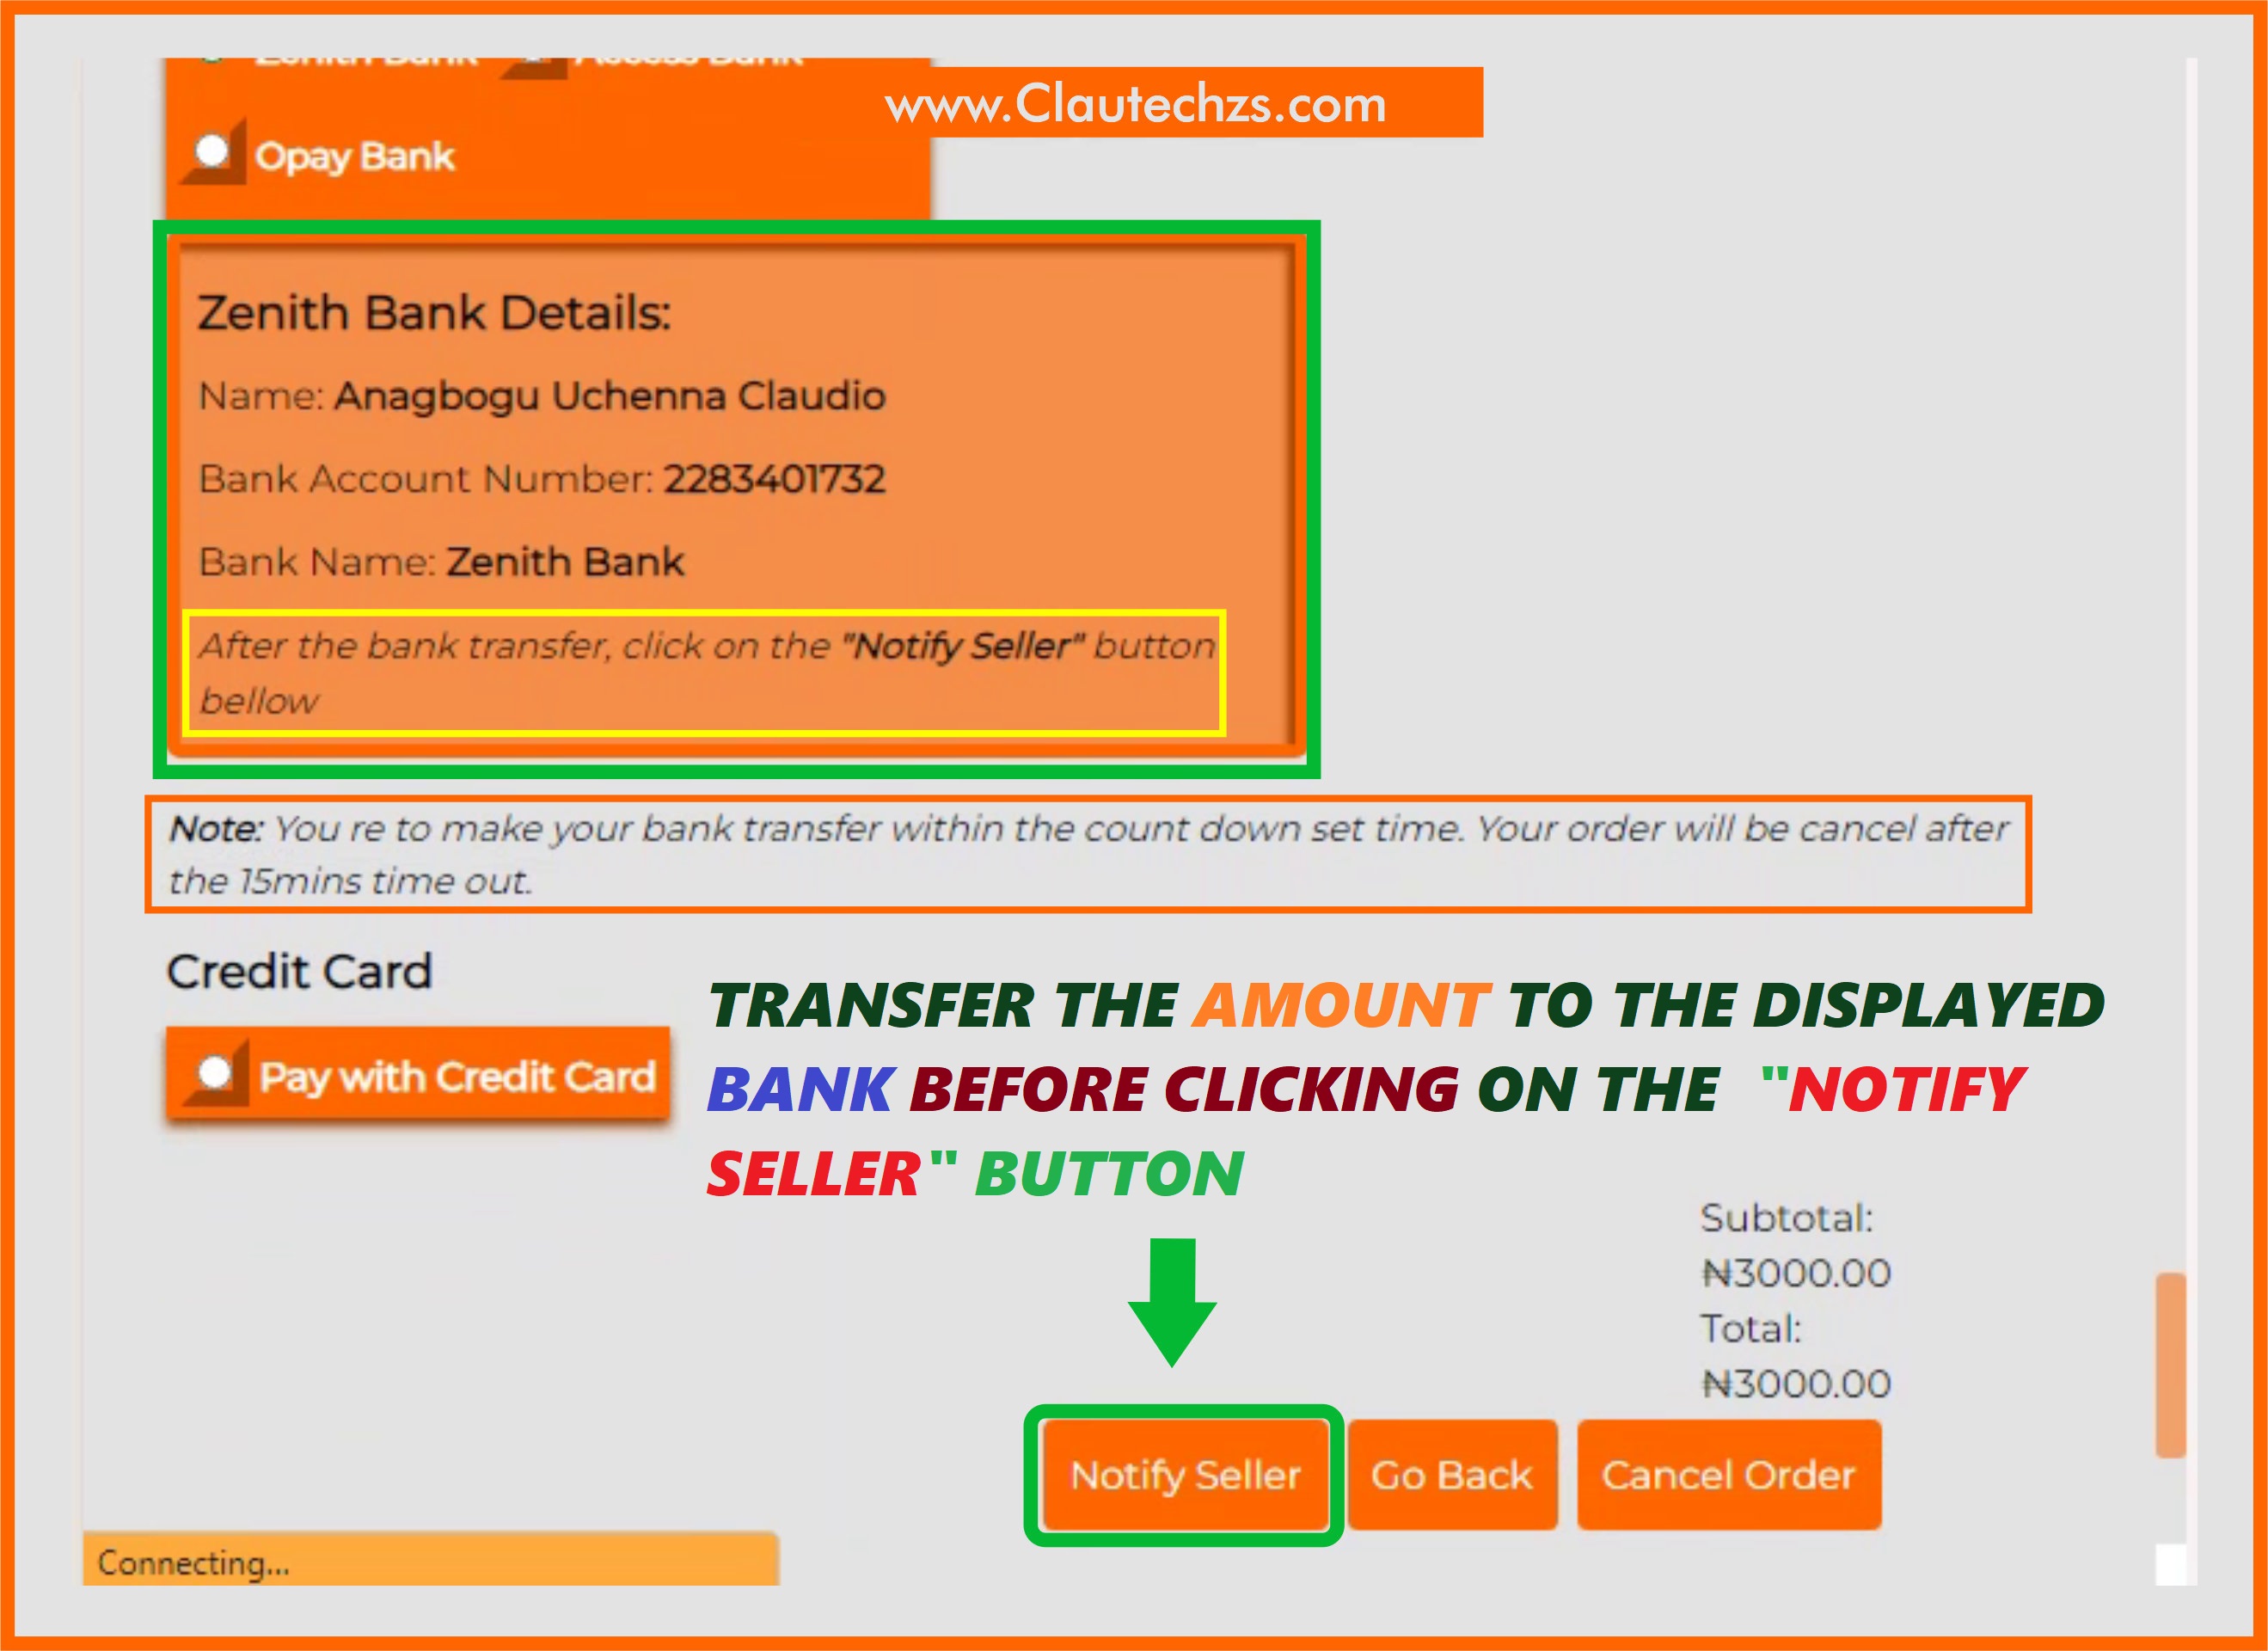 Zenith Bank Access Bank
www.Clautechzs.com
Opay Bank
Zenith Bank Details:
Name: Anagbogu Uchenna Claudio
Bank Account Number: 2283401732
Bank Name: Zenith Bank
After the bank transfer, click on the "Notify Seller" button
bellow
Note: You re to make your bank transfer within the count down set time. Your order will be cancel after
the 15mins time out.
Credit Card
Pay with Credit Card
TRANSFER THE AMOUNT TO THE DISPLAYED
BANK BEFORE CLICKING ON THE "NOTIFY
SELLER" BUTTON
Subtotal:
₦3000.00
Total:
₦3000.00
Notify Seller
Go Back
Cancel Order
Connecting...